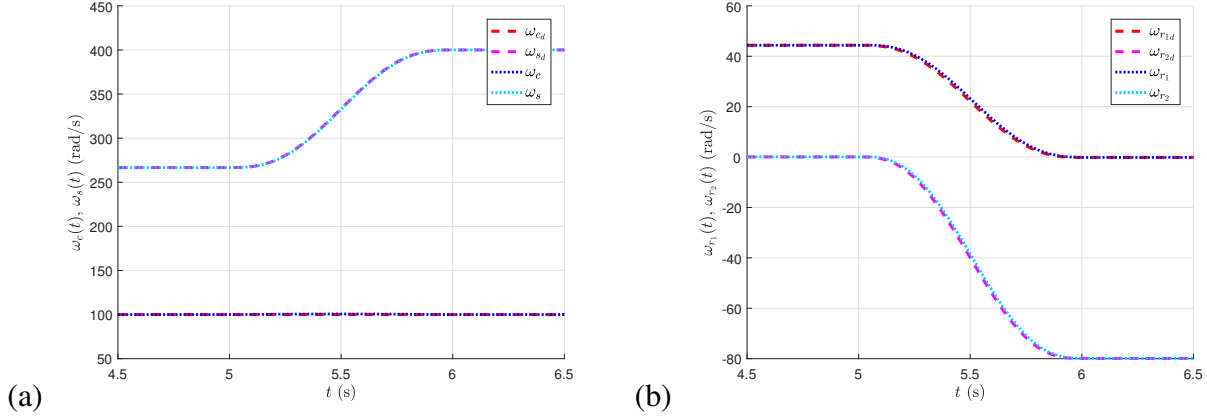 450
400
350
300
250
200
150
100
50
4.5
5
5.5
6
6.5
t (s)
ω_c(t), ω_s(t) (rad/s)
ω_{c_d}
ω_{s_d}
ω_c
ω_s
(a)
60
40
20
0
-20
-40
-60
-80
4.5
5
5.5
6
6.5
t (s)
ω_{r_1}(t), ω_{r_2}(t) (rad/s)
ω_{r_{1d}}
ω_{r_{2d}}
ω_{r_1}
ω_{r_2}
(b)